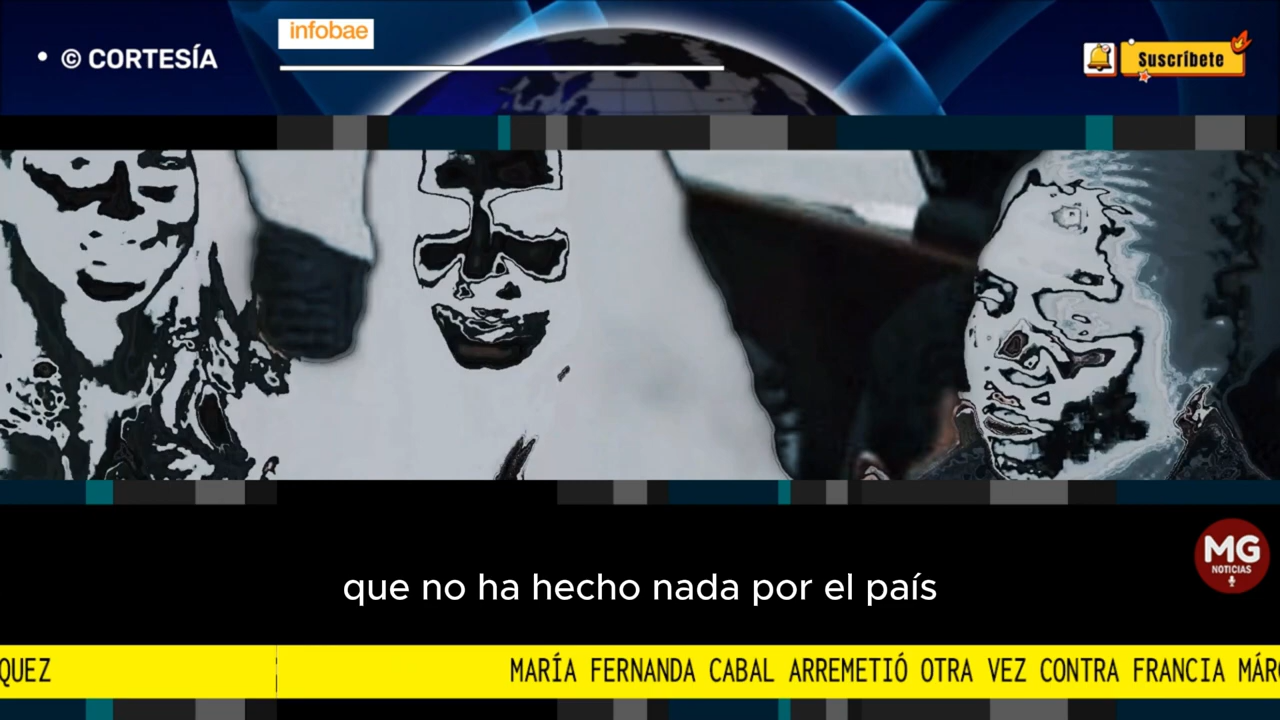 © CORTESÍA
infobae
Suscríbete
que no ha hecho nada por el país
MG
NOTICIAS
QUEZ
MARÍA FERNANDA CABAL ARREMETIÓ OTRA VEZ CONTRA FRANCIA MÁR